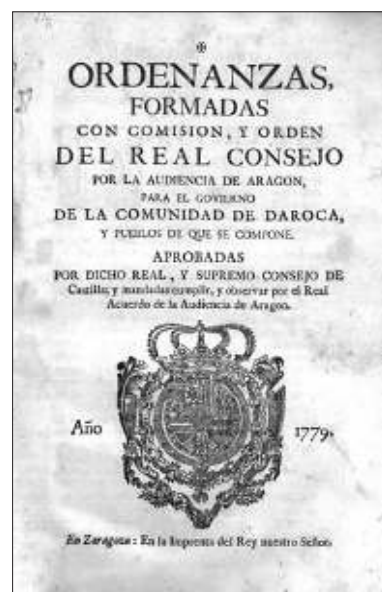 ORDENANZAS,
FORMADAS
CON COMISION, Y ORDEN
DEL REAL CONSEJO
POR LA AUDIENCIA DE ARAGON,
PARA EL GOVIERNO
DE LA COMUNIDAD DE DAROCA,
Y PUEBLOS DE QUE SE COMPONE.
APROBADAS
POR DICHO REAL, Y SUPREMO CONSEJO DE
Castilla, y mandadas cumplir, y observar por el Real
Acuerdo de la Audiencia de Aragon.
Año 1779.
En Zaragoza: En la Imprenta del Rey nuestro Señor.